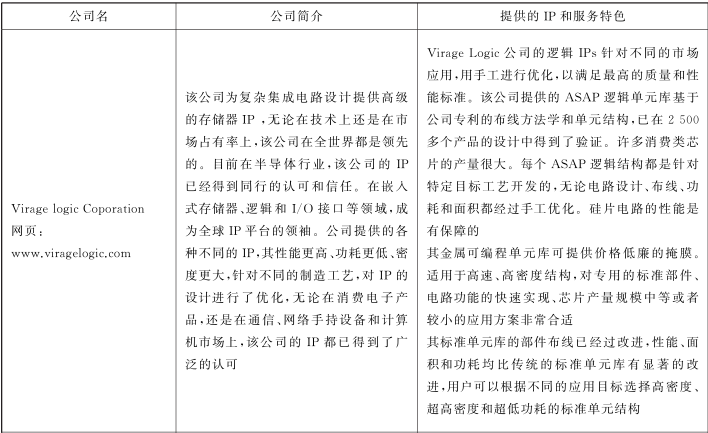 公司名
公司简介
提供的 IP 和服务特色
Virage logic Coporation
网页：
www.viragelogic.com
该公司为复杂集成电路设计提供高级
的存储器 IP ，无论在技术上还是在市
场占有率上，该公司在全世界都是领先
的。目前在半导体行业，该公司的 IP
已经得到同行的认可和信任。在嵌入
式存储器、逻辑和 I/O 接口等领域，成
为全球 IP 平台的领袖。公司提供的各
种不同的 IP，其性能更高、功耗更低、密
度更大，针对不同的制造工艺，对 IP 的
设计进行了优化，无论在消费电子产
品，还是在通信、网络手持设备和计算
机市场上，该公司的 IP 都已得到了广
泛的认可
Virage Logic 公司的逻辑 IPs 针对不同的市场
应用，用手工进行优化，以满足最高的质量和性
能标准。该公司提供的 ASAP 逻辑单元库基于
公司专利的布线方法学和单元结构，已在 2 500
多个产品的设计中得到了验证。许多消费类芯
片的产量很大。每个 ASAP 逻辑结构都是针对
特定目标工艺开发的，无论电路设计、布线、功
耗和面积都经过手工优化。硅片电路的性能是
有保障的
其金属可编程单元库可提供价格低廉的掩膜。
适用于高速、高密度结构，对专用的标准部件、
电路功能的快速实现、芯片产量规模中等或者
较小的应用方案非常合适
其标准单元库的部件布线已经过改进，性能、面
积和功耗均比传统的标准单元库有显著的改
进，用户可以根据不同的应用目标选择高密度、
超高密度和超低功耗的标准单元结构